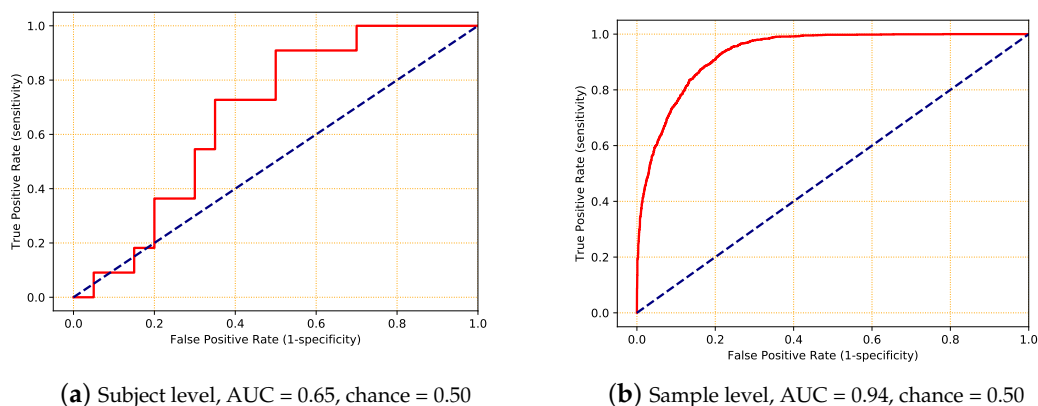 1.0
0.8
0.6
0.4
0.2
0.0
True Positive Rate (sensitivity)
0.0 0.2 0.4 0.6 0.8 1.0
False Positive Rate (1-specificity)
(a) Subject level, AUC = 0.65, chance = 0.50
1.0
0.8
0.6
0.4
0.2
0.0
True Positive Rate (sensitivity)
0.0 0.2 0.4 0.6 0.8 1.0
False Positive Rate (1-specificity)
(b) Sample level, AUC = 0.94, chance = 0.50